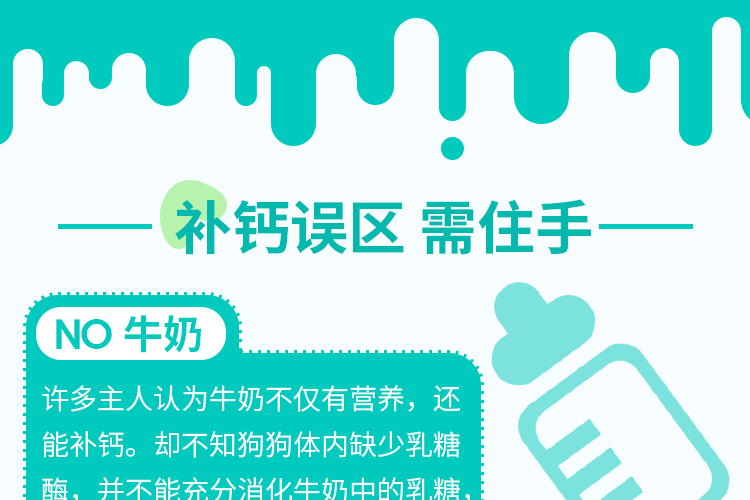 补钙误区 需住手
NO 牛奶
许多主人认为牛奶不仅有营养，还
能补钙。却不知狗狗体内缺少乳糖
酶，并不能充分消化牛奶中的乳糖，